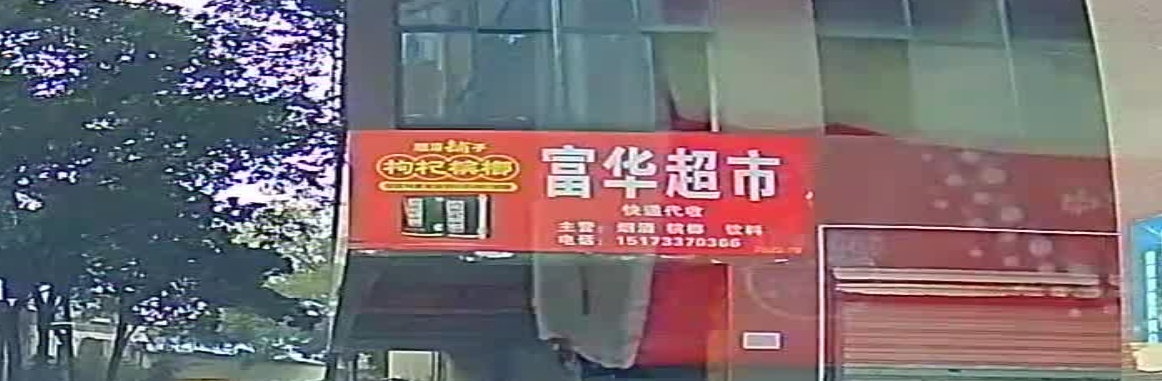 枸杞槟榔
富华超市
快递代收
主营：烟酒 槟榔 饮料
电话：15173370366